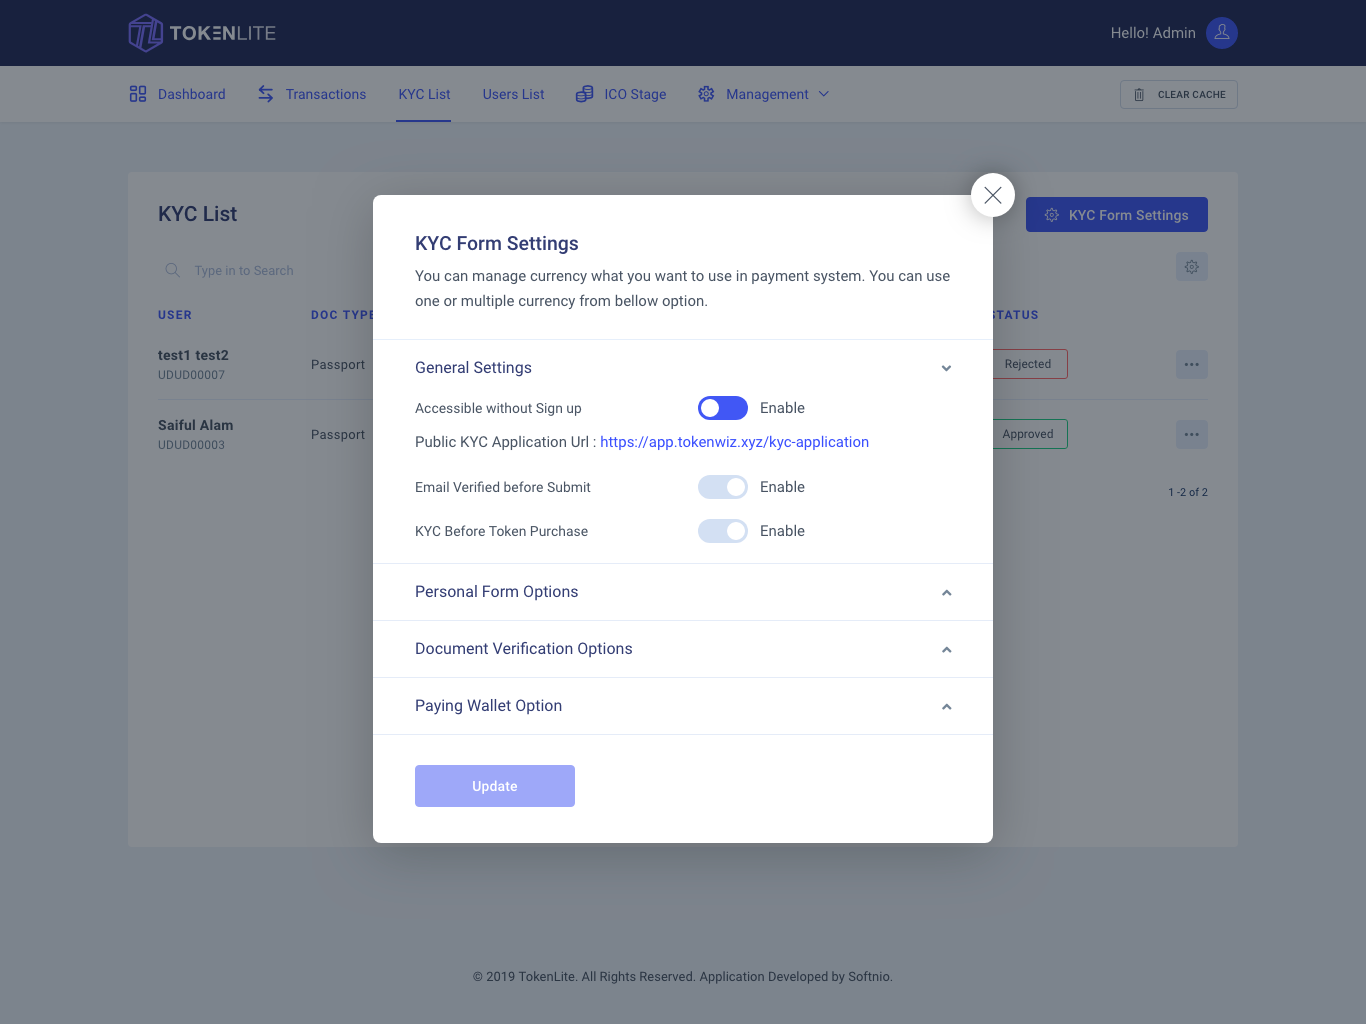 TOKENLITE
Hello! Admin
Dashboard
Transactions
KYC List
Users List
ICO Stage
Management
CLEAR CACHE
KYC List
KYC Form Settings
Type in to Search
USER
DOC TYPE
STATUS
test1 test2
UDUD00007
Passport
Rejected
Saiful Alam
UDUD00003
Passport
Approved
1 -2 of 2
KYC Form Settings
You can manage currency what you want to use in payment system. You can use
one or multiple currency from bellow option.
General Settings
Accessible without Sign up
Enable
Public KYC Application Url : https://app.tokenwiz.xyz/kyc-application
Email Verified before Submit
Enable
KYC Before Token Purchase
Enable
Personal Form Options
Document Verification Options
Paying Wallet Option
Update
© 2019 TokenLite. All Rights Reserved. Application Developed by Softnio.